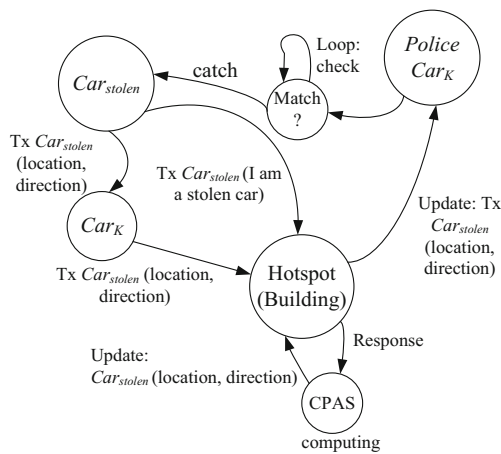 Loop:
check
Police
Car_K
Car_stolen
catch
Match
?
Tx Car_stolen
(location,
direction)
Tx Car_stolen (I am
a stolen car)
Update: Tx
Car_stolen
(location,
direction)
Car_K
Hotspot
(Building)
Tx Car_stolen (location,
direction)
Response
Update:
Car_stolen (location, direction)
CPAS
computing